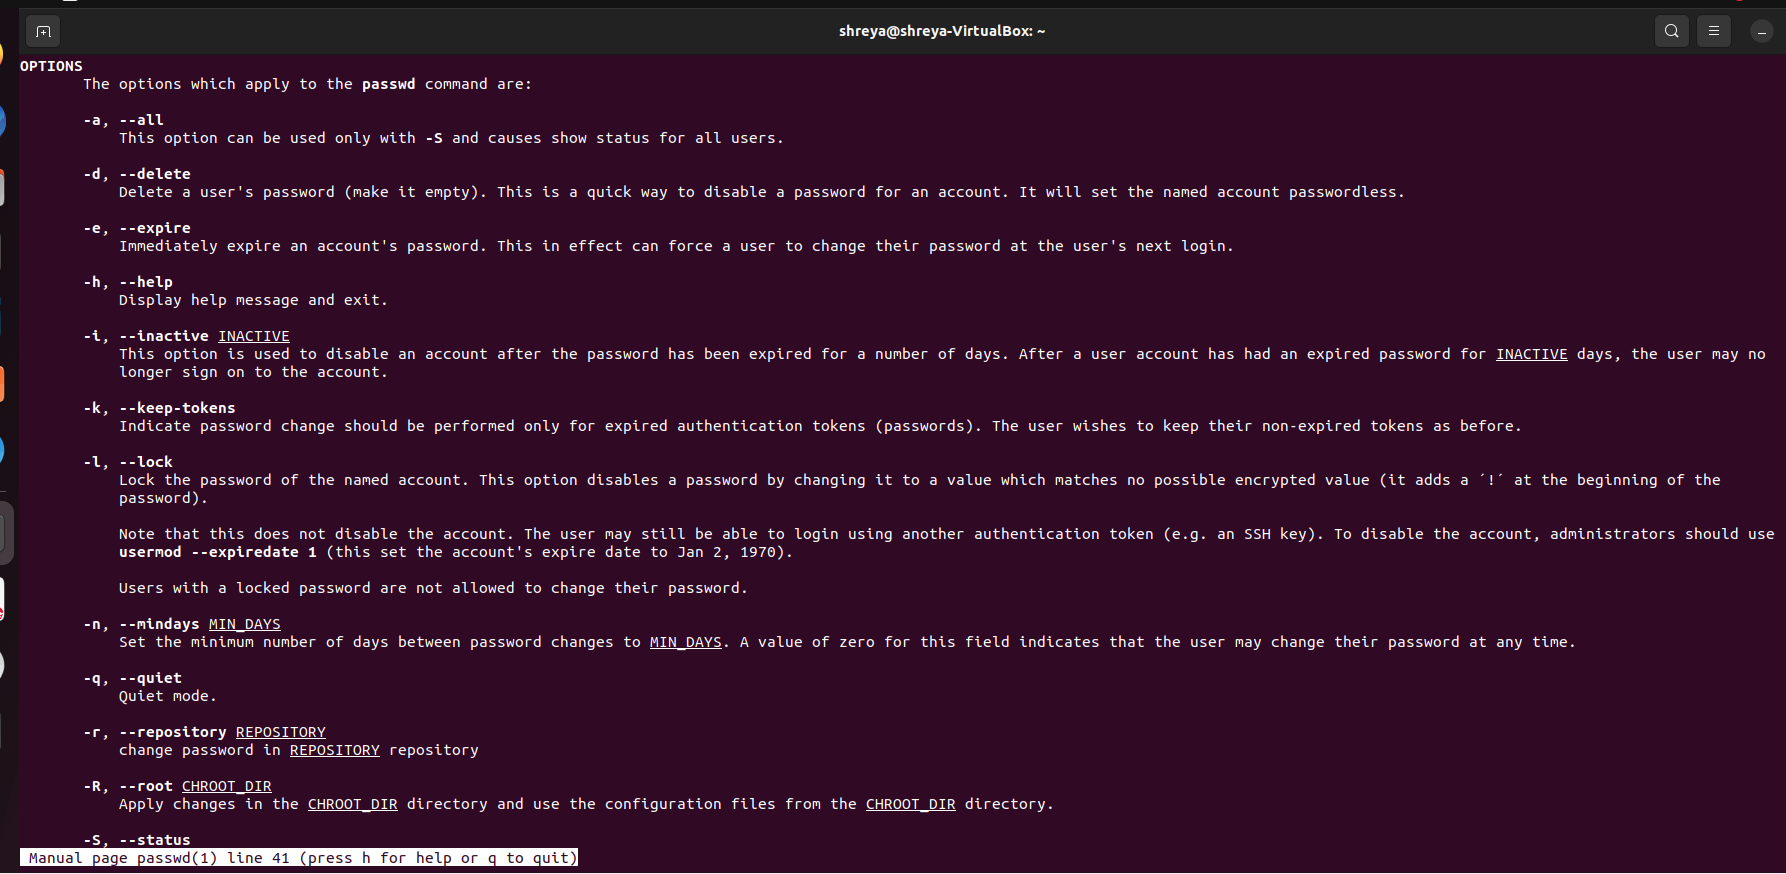 shreya@shreya-VirtualBox: ~
OPTIONS
The options which apply to the passwd command are:
-a, --all
This option can be used only with -S and causes show status for all users.
-d, --delete
Delete a user's password (make it empty). This is a quick way to disable a password for an account. It will set the named account passwordless.
-e, --expire
Immediately expire an account's password. This in effect can force a user to change their password at the user's next login.
-h, --help
Display help message and exit.
-i, --inactive INACTIVE
This option is used to disable an account after the password has been expired for a number of days. After a user account has had an expired password for INACTIVE days, the user may no
longer sign on to the account.
-k, --keep-tokens
Indicate password change should be performed only for expired authentication tokens (passwords). The user wishes to keep their non-expired tokens as before.
-l, --lock
Lock the password of the named account. This option disables a password by changing it to a value which matches no possible encrypted value (it adds a ´!´ at the beginning of the
password).
Note that this does not disable the account. The user may still be able to login using another authentication token (e.g. an SSH key). To disable the account, administrators should use
usermod --expiredate 1 (this set the account's expire date to Jan 2, 1970).
Users with a locked password are not allowed to change their password.
-n, --mindays MIN_DAYS
Set the minimum number of days between password changes to MIN_DAYS. A value of zero for this field indicates that the user may change their password at any time.
-q, --quiet
Quiet mode.
-r, --repository REPOSITORY
change password in REPOSITORY repository
-R, --root CHROOT_DIR
Apply changes in the CHROOT_DIR directory and use the configuration files from the CHROOT_DIR directory.
-S, --status
Manual page passwd(1) line 41 (press h for help or q to quit)